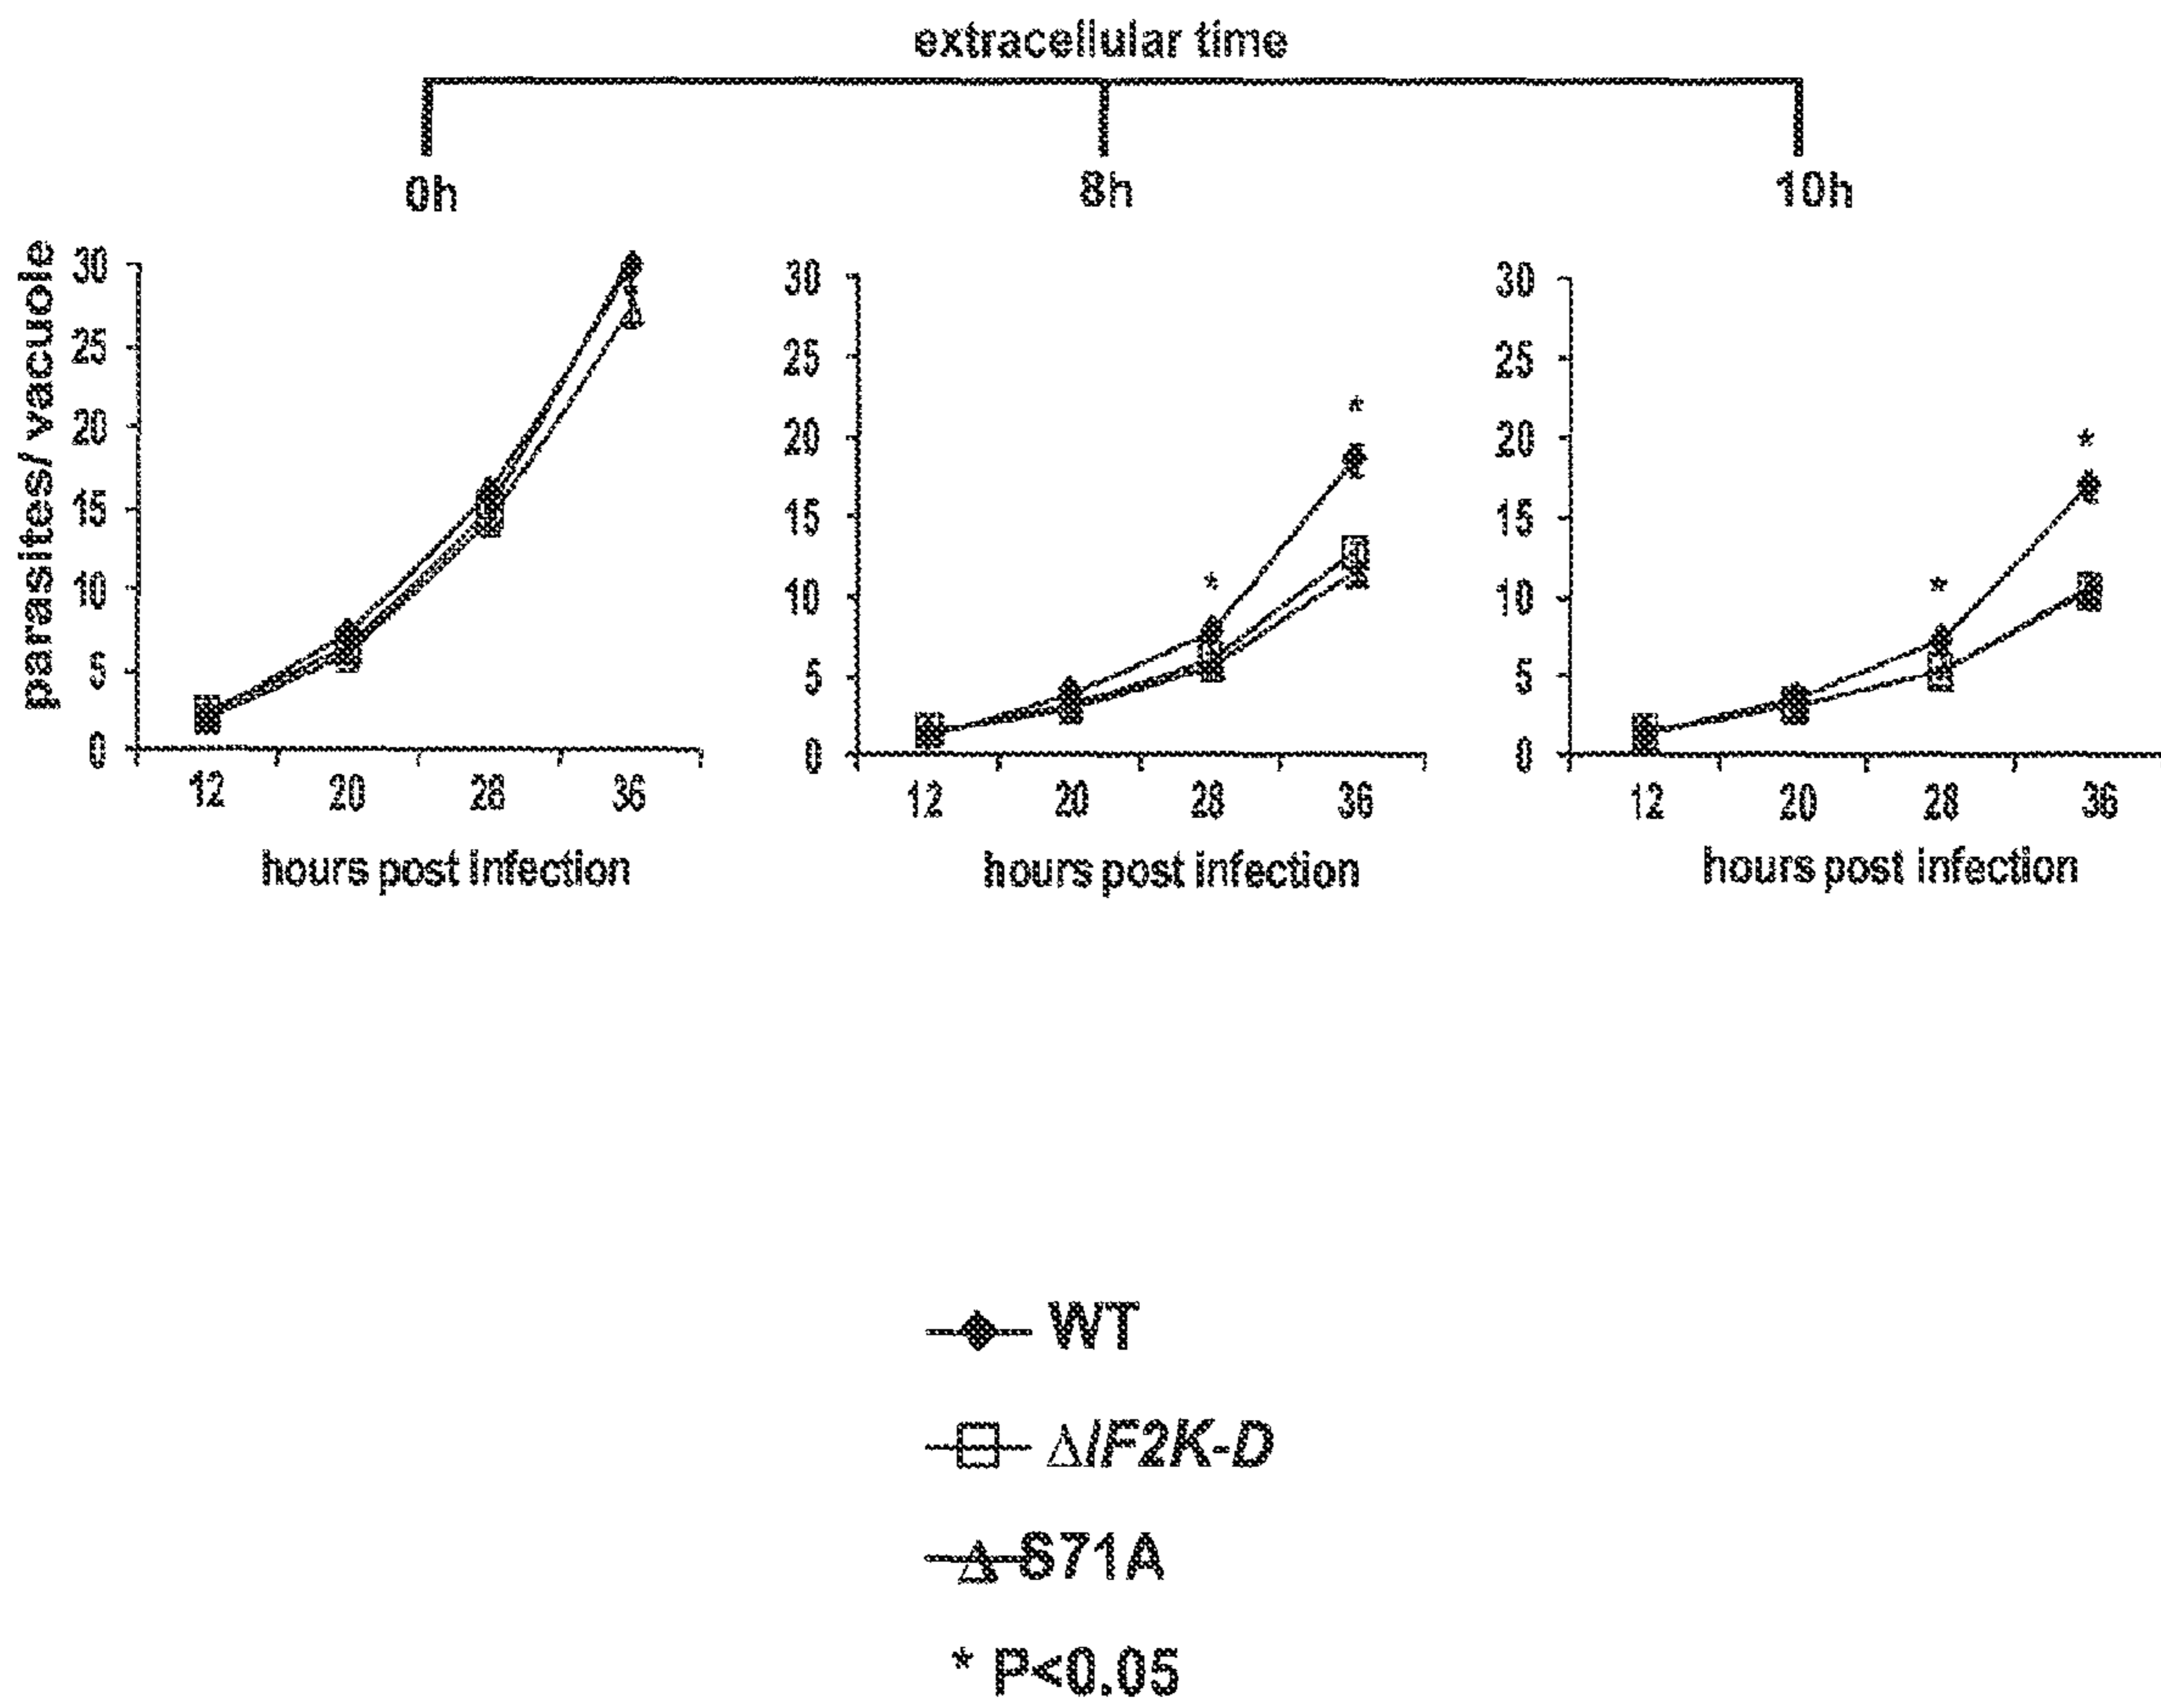 extracellular time
0h 8h 10h
parasites/ vacuole
30
25
20
15
10
5
0
12 20 28 36
hours post infection
30
25
20
15
10
5
0
12 20 28 36
hours post infection
30
25
20
15
10
5
0
12 20 28 36
hours post infection
*
*
*
*
WT
ΔIF2K-D
S71A
* P<0.05